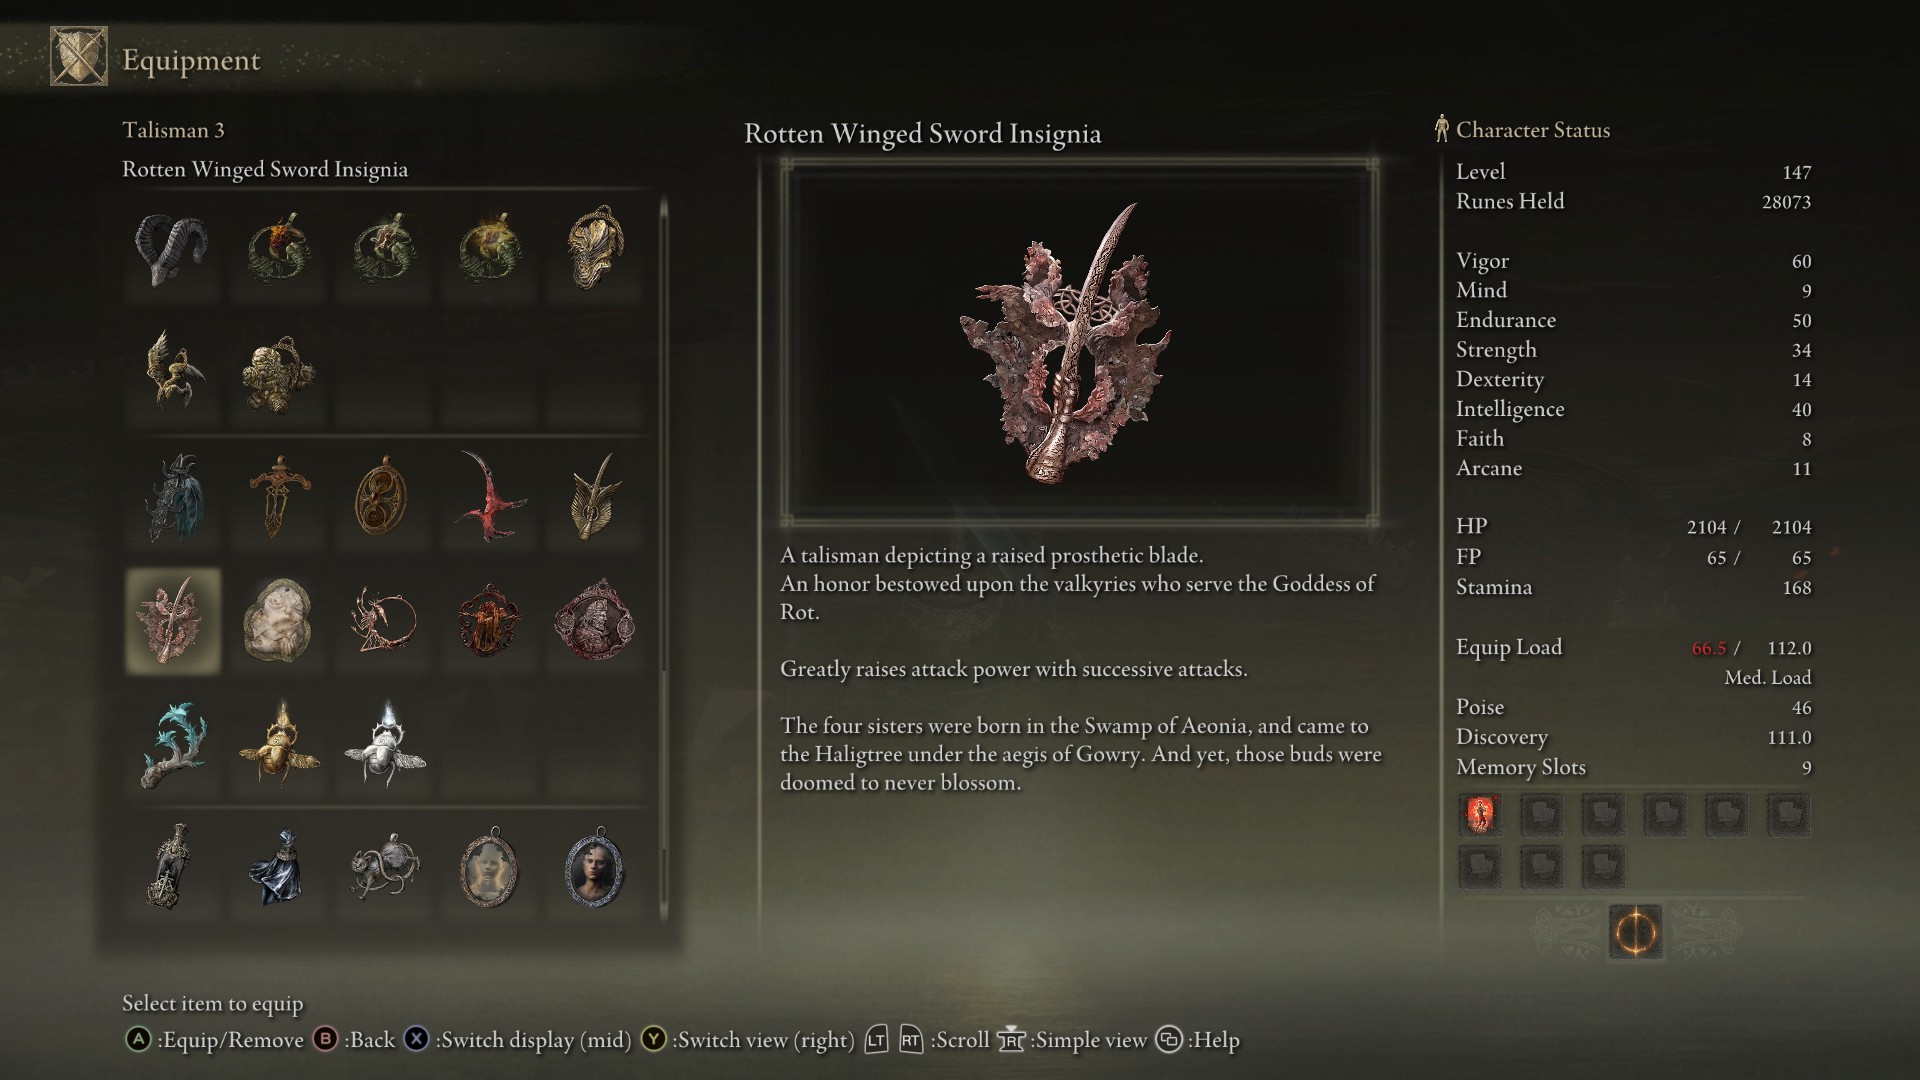 Equipment
Talisman 3
Rotten Winged Sword Insignia
Rotten Winged Sword Insignia
A talisman depicting a raised prosthetic blade.
An honor bestowed upon the valkyries who serve the Goddess of
Rot.
Greatly raises attack power with successive attacks.
The four sisters were born in the Swamp of Aeonia, and came to
the Haligtree under the aegis of Gowry. And yet, those buds were
doomed to never blossom.
Character Status
Level 147
Runes Held 28073
Vigor 60
Mind 9
Endurance 50
Strength 34
Dexterity 14
Intelligence 40
Faith 8
Arcane 11
HP 2104 / 2104
FP 65 / 65
Stamina 168
Equip Load 66.5 / 112.0
Med. Load
Poise 46
Discovery 111.0
Memory Slots 9
Select item to equip
A :Equip/Remove B :Back X :Switch display (mid) Y :Switch view (right) LT RT :Scroll R :Simple view :Help